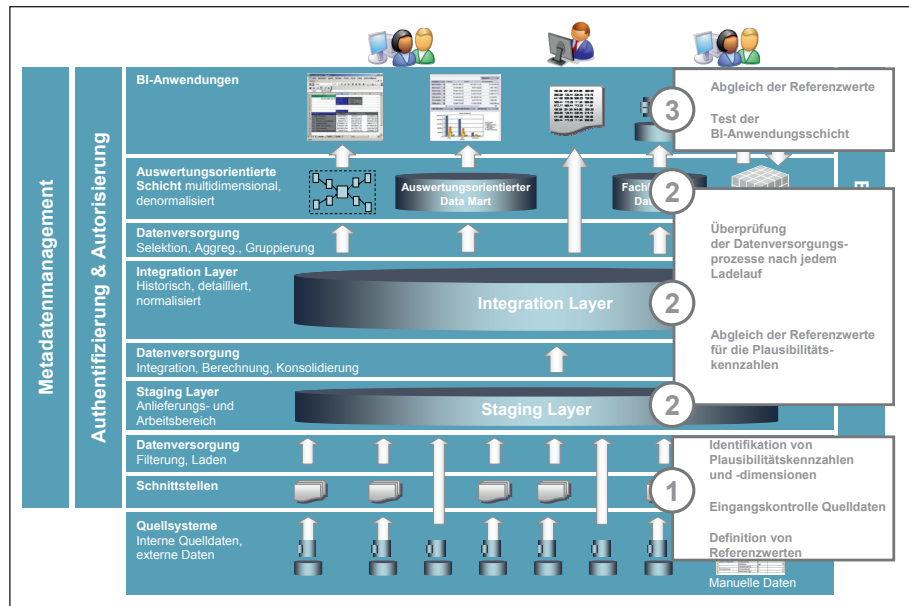 Metadatenmanagement
Authentifizierung & Autorisierung
BI-Anwendungen
3
Abgleich der Referenzwerte
Test der
BI-Anwendungsschicht
Auswertungsorientierte
Schicht multidimensional,
denormalisiert
Auswertungsorientierter
Data Mart
2
Datenversorgung
Selektion, Aggreg., Gruppierung
Überprüfung
der Datenversorgungs-
prozesse nach jedem
Ladelauf
Integration Layer
Historisch, detailliert,
normalisiert
Integration Layer
2
Abgleich der Referenzwerte
für die Plausibilitäts-
kennzahlen
Datenversorgung
Integration, Berechnung, Konsolidierung
Staging Layer
Anlieferungs- und
Arbeitsbereich
Staging Layer
2
Datenversorgung
Filterung, Laden
Identifikation von
Plausibilitätskennzahlen
und -dimensionen
Schnittstellen
1
Eingangskontrolle Quelldaten
Quellsysteme
Interne Quelldaten,
externe Daten
Definition von
Referenzwerten
Manuelle Daten